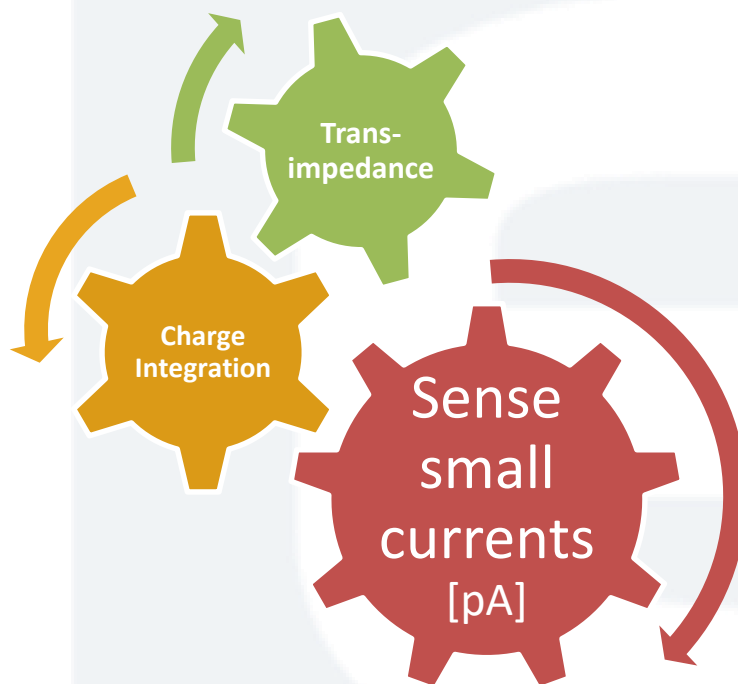 Trans-
impedance
Charge
Integration
Sense
small
currents
[pA]